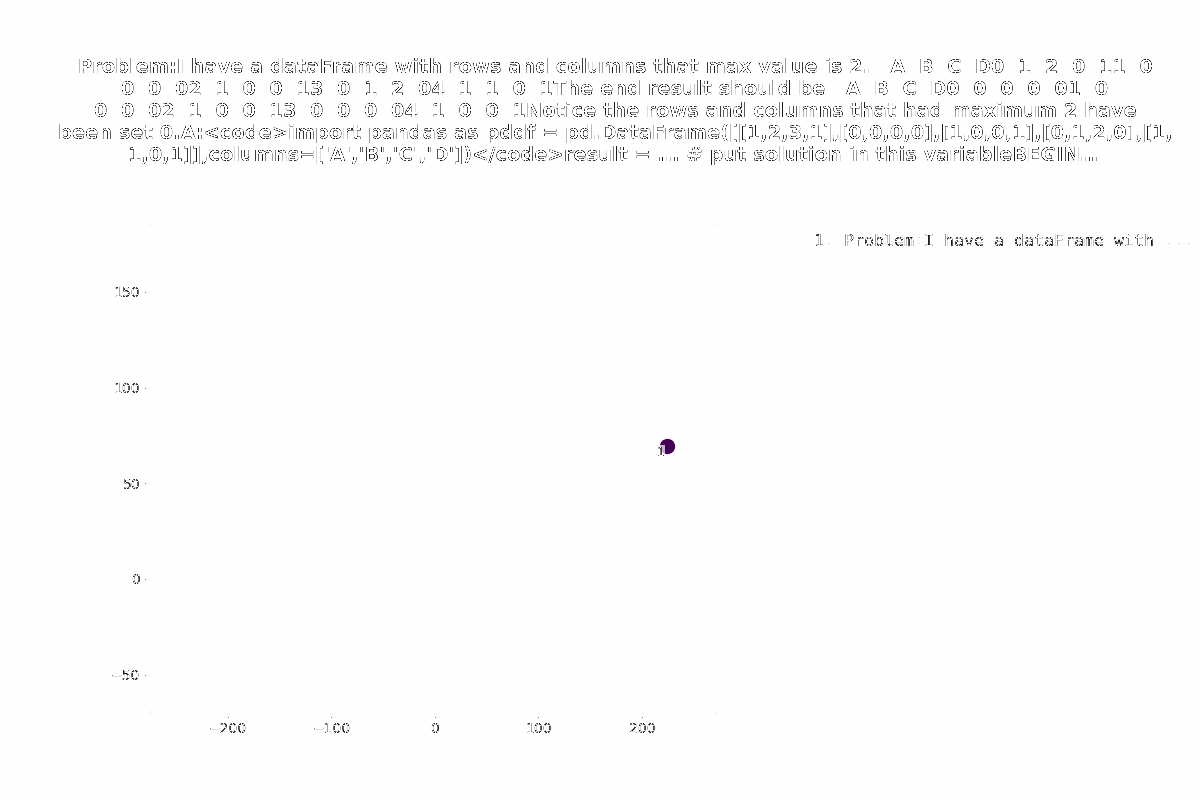 Problem:I have a dataFrame with rows and columns that max value is 2.   A  B  C  D0  1  2  0  11  0
0  0  02  1  0  0  13  0  1  2  04  1  1  0  1The end result should be   A  B  C  D0  0  0  0  01  0
0  0  02  1  0  0  13  0  0  0  04  1  0  0  1Notice the rows and columns that had  maximum 2 have
been set 0.A:<code>import pandas as pddf = pd.DataFrame([[1,2,3,1],[0,0,0,0],[1,0,0,1],[0,1,2,0],[1,
1,0,1]],columns=['A','B','C','D'])</code>result = ... # put solution in this variableBEGIN...
1. Problem:I have a dataFrame with ...
150
100
1
50
0
−50
−200 −100 0 100 200